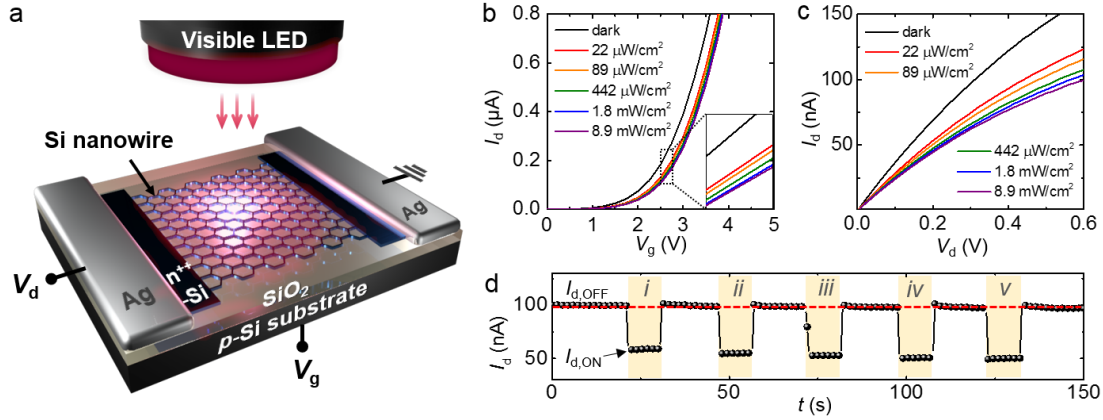 a
Visible LED
Si nanowire
Ag
Ag
n⁺⁺
-Si
SiO₂
p-Si substrate
V_d
V_g
b
I_d (μA)
0.8
0.6
0.4
0.2
0.0
dark
22 μW/cm²
89 μW/cm²
442 μW/cm²
1.8 mW/cm²
8.9 mW/cm²
0 1 2 3 4 5
V_g (V)
c
I_d (nA)
150
100
50
0
dark
22 μW/cm²
89 μW/cm²
442 μW/cm²
1.8 mW/cm²
8.9 mW/cm²
0.0 0.2 0.4 0.6
V_d (V)
d
I_d (nA)
100
50
I_d,OFF
I_d,ON
i ii iii iv v
0 50 100 150
t (s)